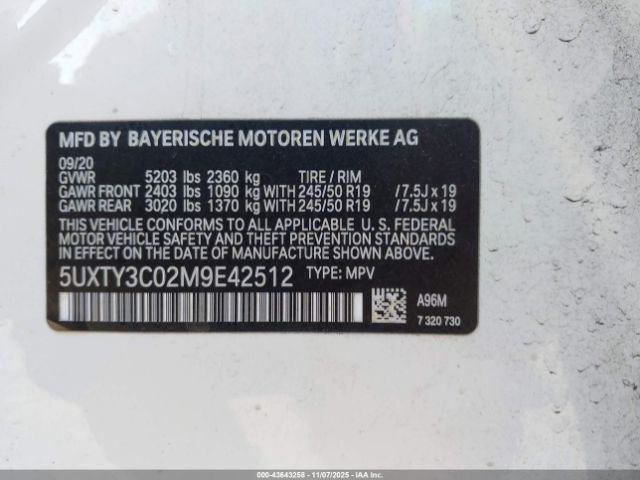 MFD BY BAYERISCHE MOTOREN WERKE AG
09/20
GVWR 5203 lbs 2360 kg TIRE / RIM
GAWR FRONT 2403 lbs 1090 kg WITH 245/50 R19 /7.5J x 19
GAWR REAR 3020 lbs 1370 kg WITH 245/50 R19 /7.5J x 19
THIS VEHICLE CONFORMS TO ALL APPLICABLE U. S. FEDERAL
MOTOR VEHICLE SAFETY AND THEFT PREVENTION STANDARDS
IN EFFECT ON THE DATE OF MANUFACTURE SHOWN ABOVE.
5UXTY3C02M9E42512 TYPE: MPV
A96M
7 320 730
000-43643258 - 11/07/2025 - IAAI.COM